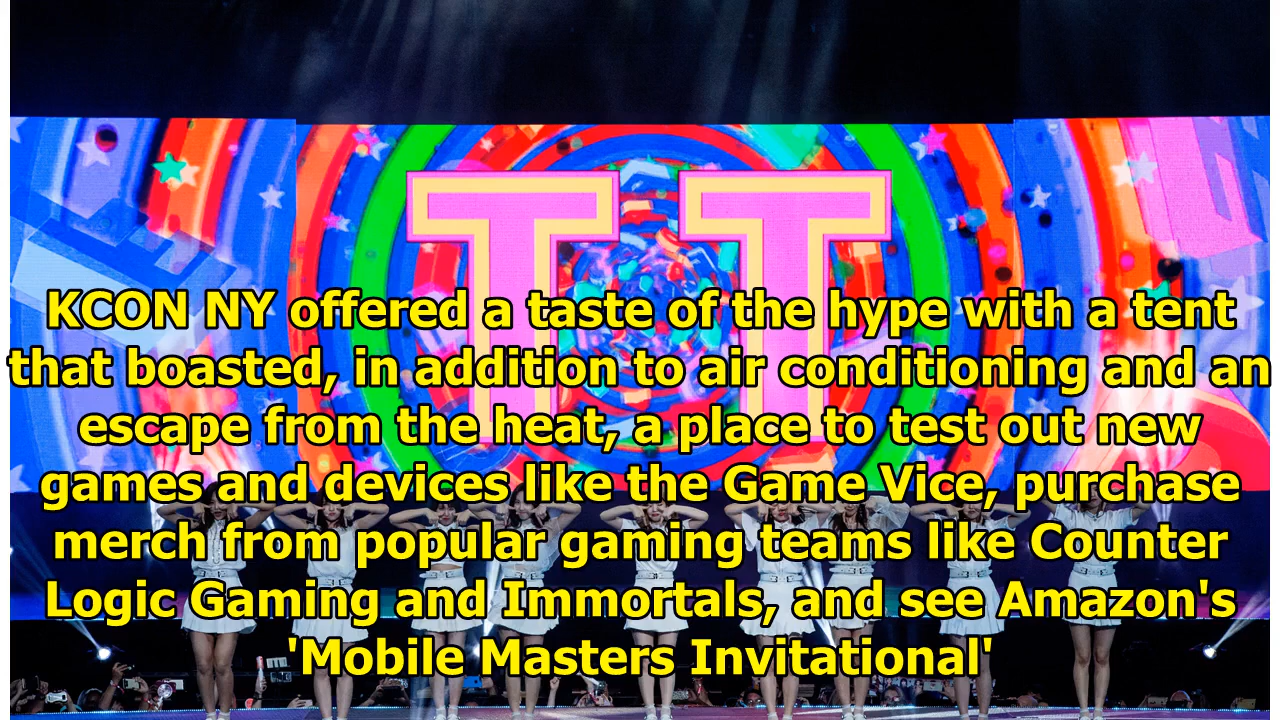 TT
KCON NY offered a taste of the hype with a tent
that boasted, in addition to air conditioning and an
escape from the heat, a place to test out new
games and devices like the Game Vice, purchase
merch from popular gaming teams like Counter
Logic Gaming and Immortals, and see Amazon's
'Mobile Masters Invitational'